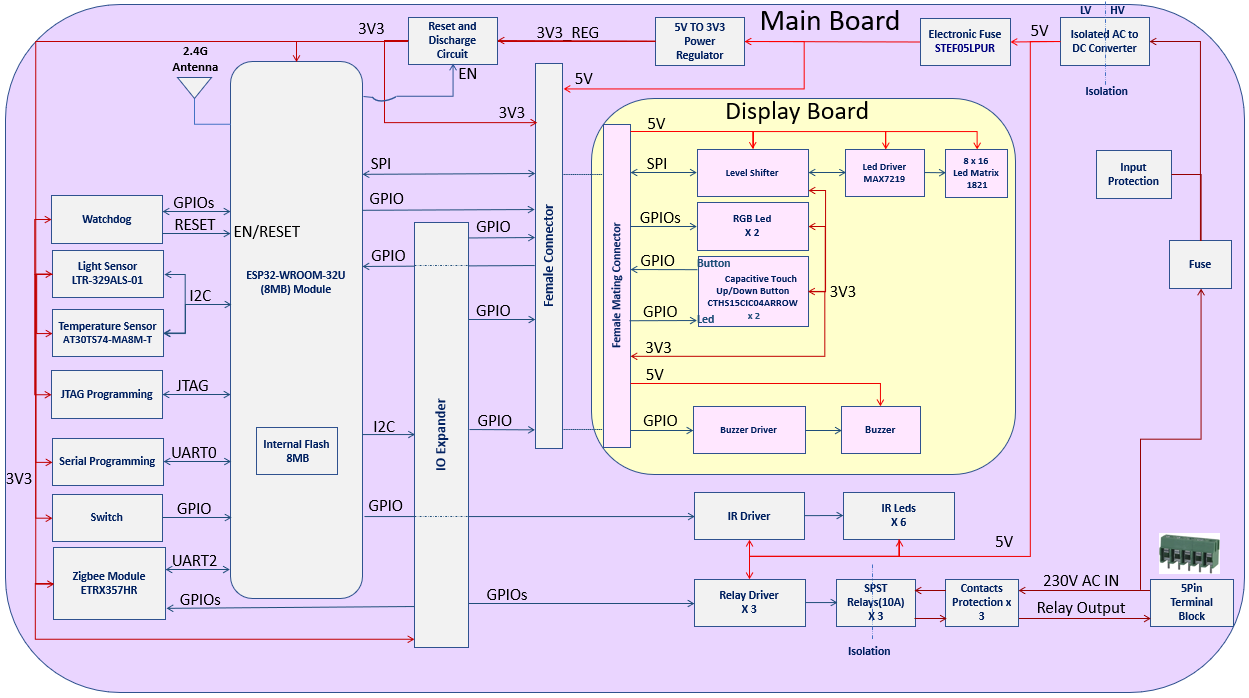 Main Board
LV
HV
3V3
Reset and
Discharge
Circuit
3V3_REG
5V TO 3V3
Power
Regulator
Electronic Fuse
STEF05LPUR
5V
Isolated AC to
DC Converter
Isolation
2.4G
Antenna
EN
5V
3V3
Display Board
5V
SPI
SPI
Level Shifter
Led Driver
MAX7219
8 x 16
Led Matrix
1821
Input
Protection
Watchdog
GPIOs
RESET
EN/RESET
GPIO
GPIO
GPIOs
RGB Led
X 2
Light Sensor
LTR-329ALS-01
I2C
ESP32-WROOM-32U
(8MB) Module
GPIO
Female Connector
Female Mating Connector
GPIO
Button
Capacitive Touch
Up/Down Button
CTHS15CIC04ARROW
x 2
3V3
Fuse
Temperature Sensor
AT30TS74-MA8M-T
GPIO
GPIO
Led
3V3
5V
JTAG Programming
JTAG
IO Expander
Internal Flash
8MB
I2C
GPIO
GPIO
Buzzer Driver
Buzzer
Serial Programming
UART0
3V3
Switch
GPIO
GPIO
IR Driver
IR Leds
X 6
5V
Zigbee Module
ETRX357HR
UART2
GPIOs
GPIOs
Relay Driver
X 3
SPST
Relays(10A)
X 3
Isolation
Contacts
Protection x
3
230V AC IN
Relay Output
5Pin
Terminal
Block